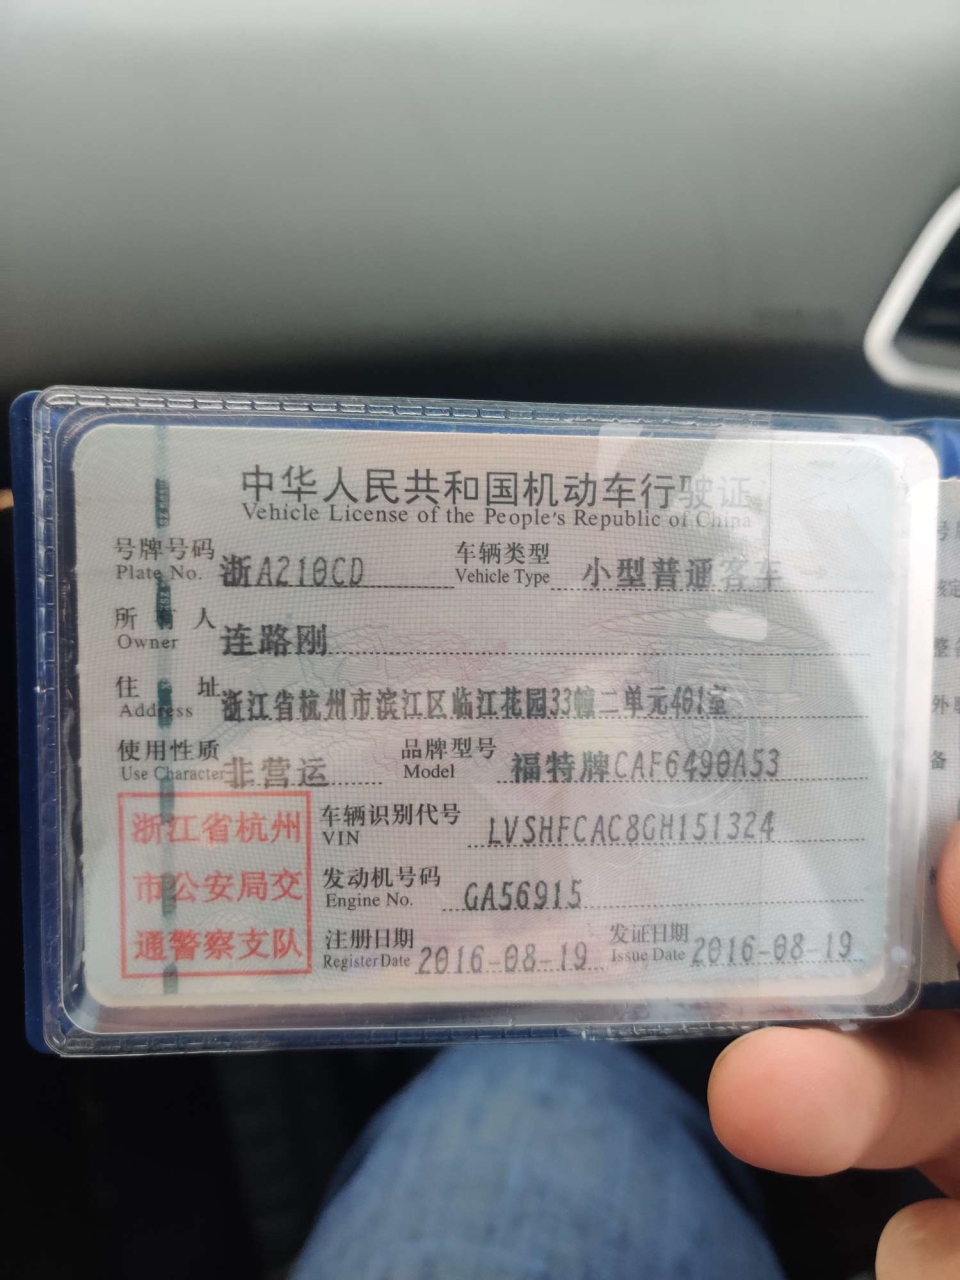 中华人民共和国机动车行驶证
Vehicle License of the People's Republic of China
号牌号码 浙A210CD 车辆类型 小型普通客车
Plate No. Vehicle Type
所有人 连路刚
Owner
住址 浙江省杭州市滨江区临江花园33幢二单元401室
Address
使用性质 非营运 品牌型号 福特牌CAF6490A53
Use Character Model
浙江省杭州
市公安局交
通警察支队
车辆识别代号 LVSHFCAC8GH151324
VIN
发动机号码 GA56915
Engine No.
注册日期 2016-08-19 发证日期 2016-08-19
Register Date Issue Date